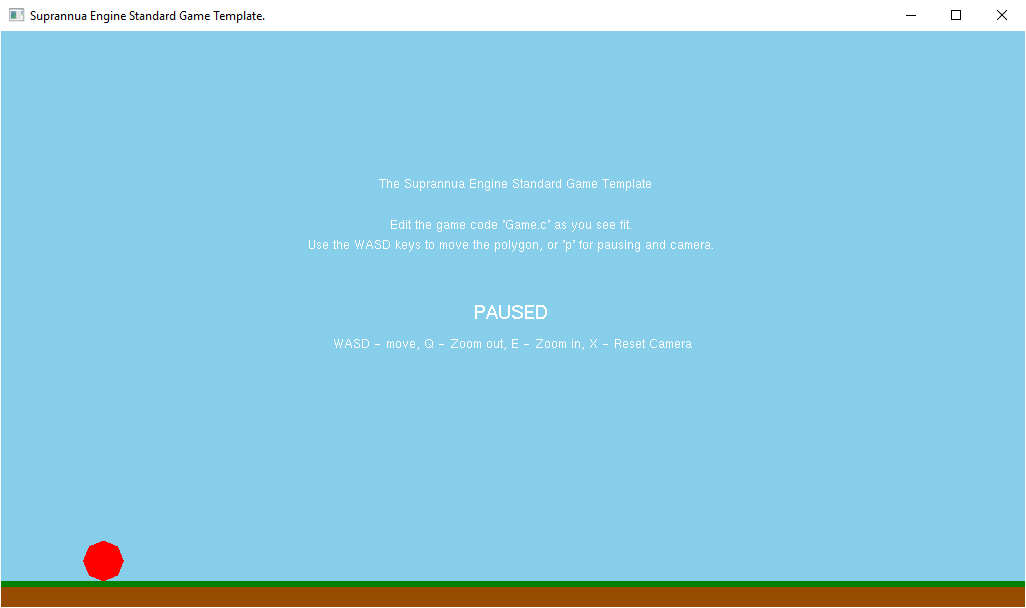 Suprannua Engine Standard Game Template.
The Suprannua Engine Standard Game Template
Edit the game code 'Game.c' as you see fit.
Use the WASD keys to move the polygon, or 'p' for pausing and camera.
PAUSED
WASD - move, Q - Zoom out, E - Zoom in, X - Reset Camera